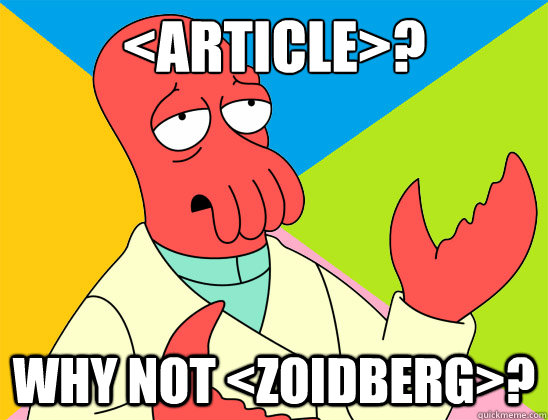 <ARTICLE>?
WHY NOT <ZOIDBERG>?
quickmeme.com